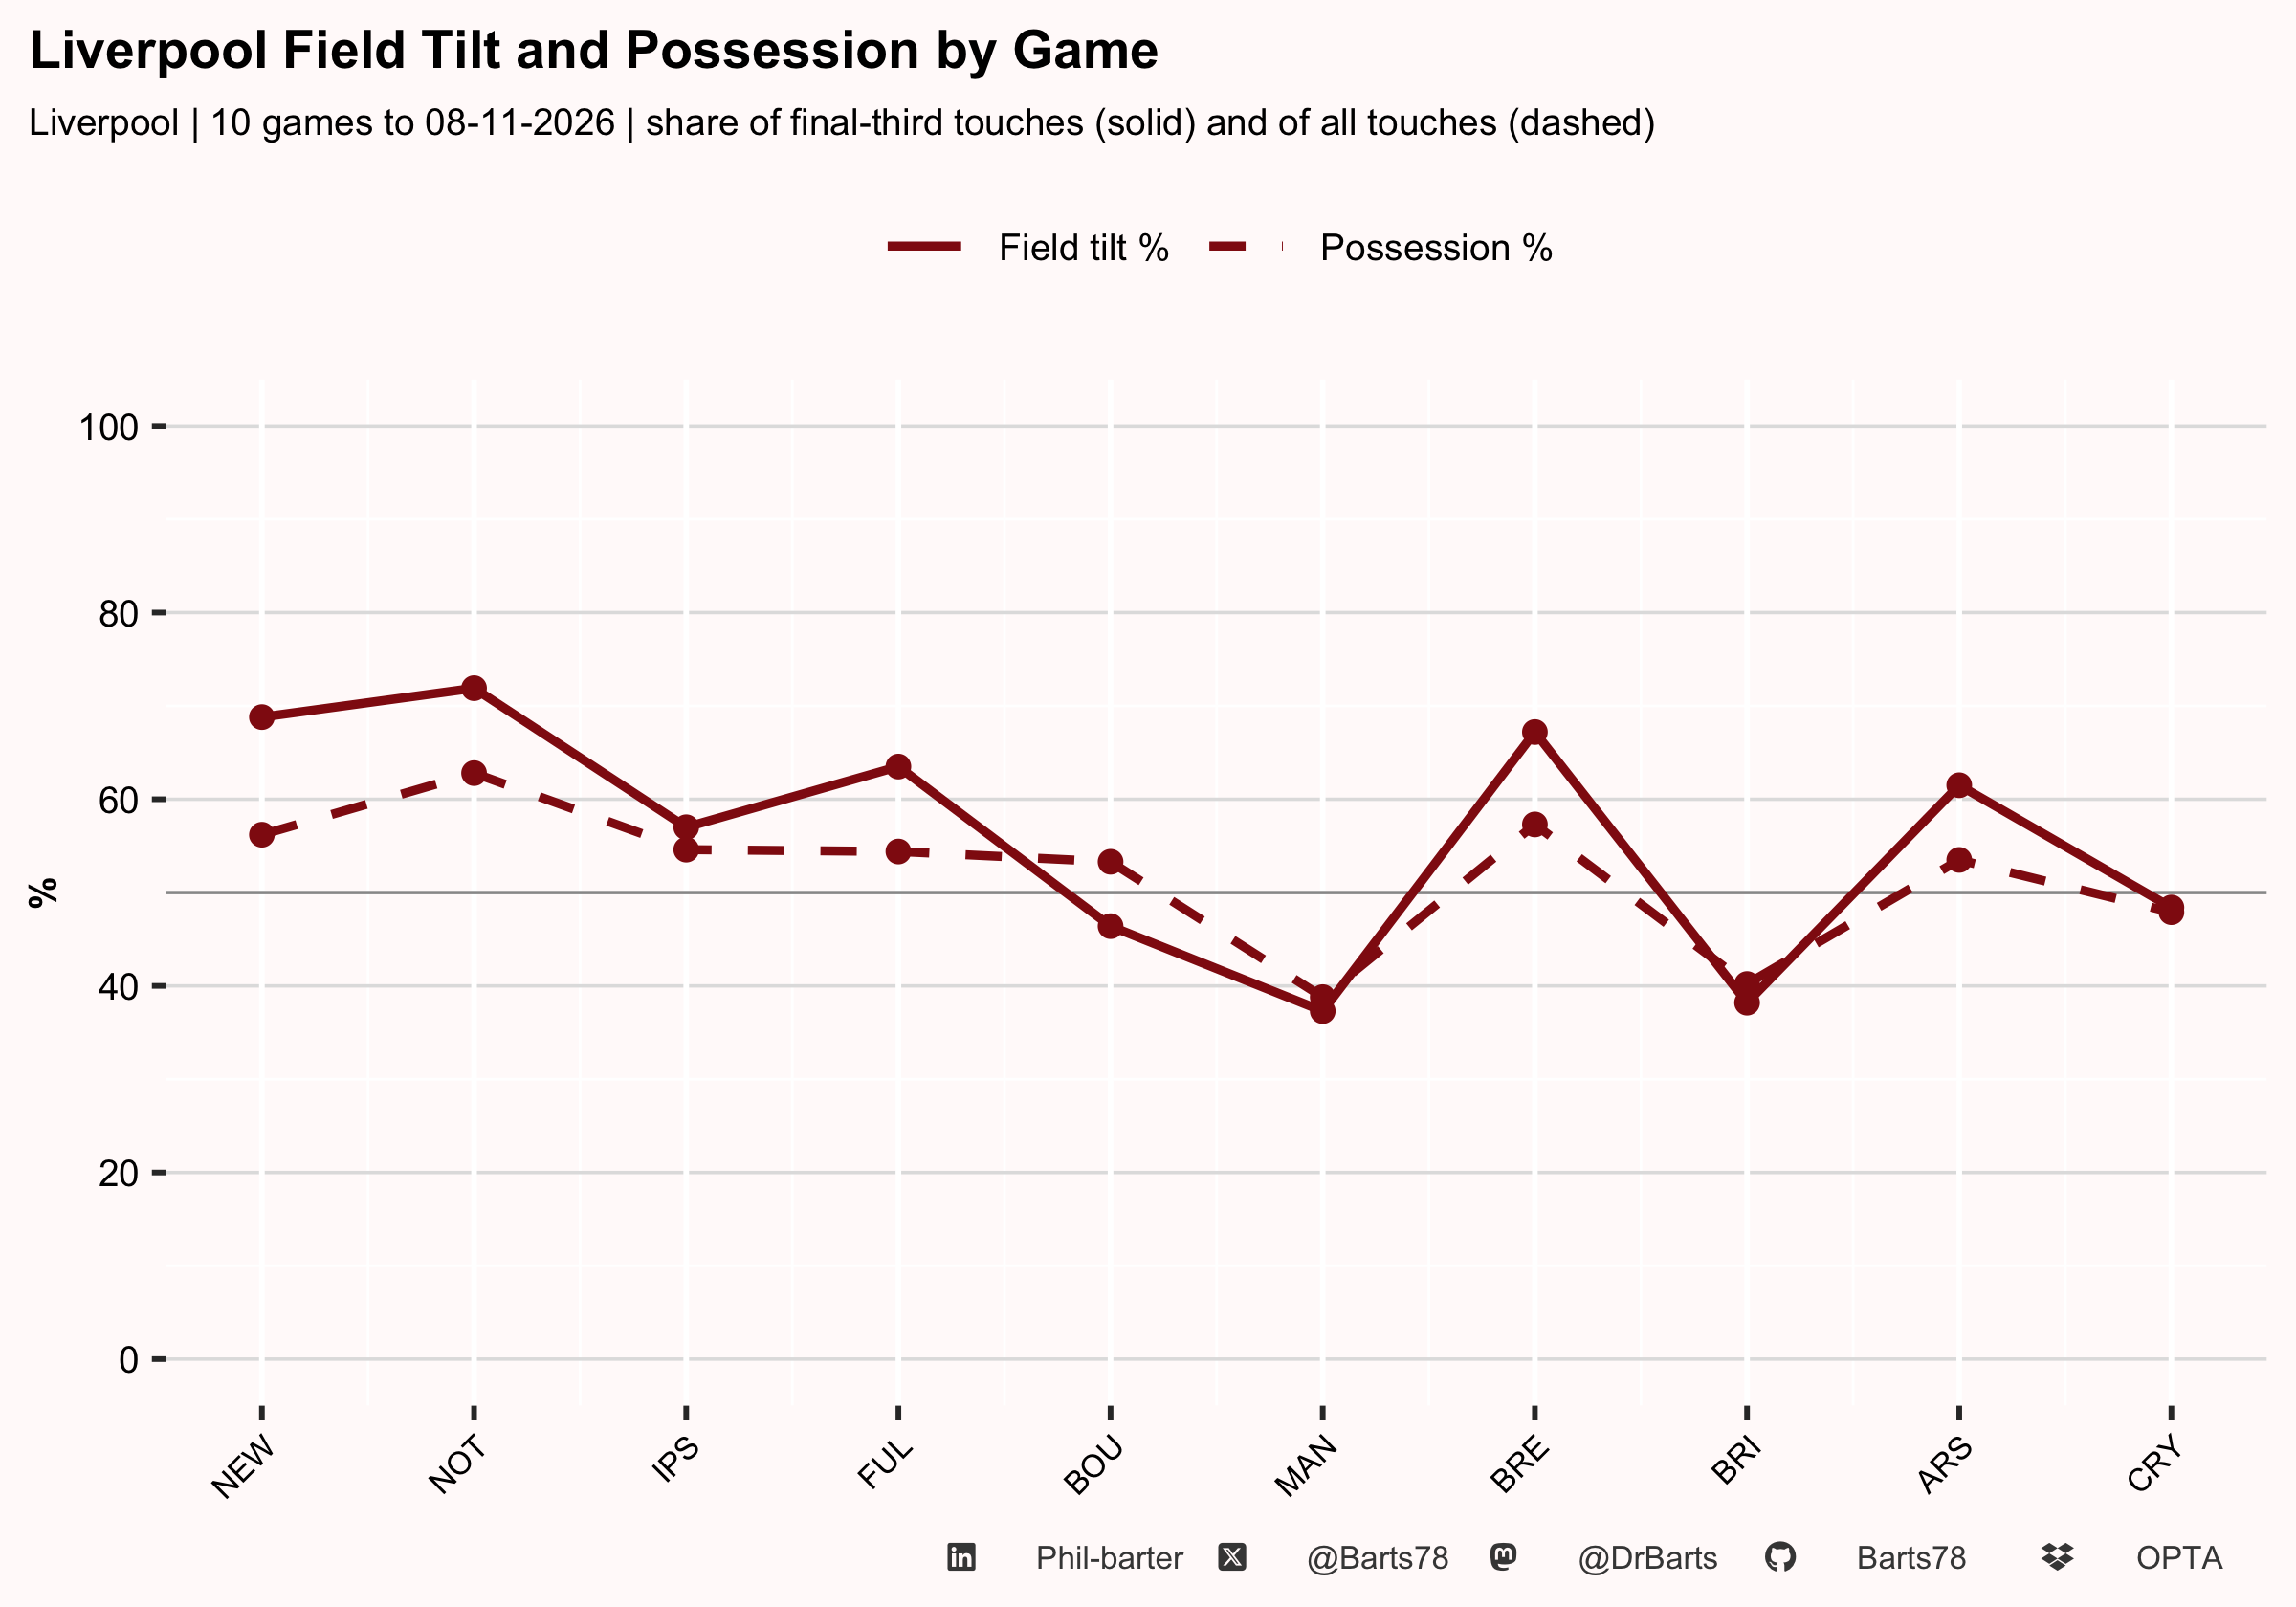 Liverpool Field Tilt and Possession by Game
Liverpool | 10 games to 08-11-2026 | share of final-third touches (solid) and of all touches (dashed)
Field tilt % Possession %
100
80
60
40
20
0
%
NEW NOT IPS FUL BOU MAN BRE BRI ARS CRY
Phil-barter @Barts78 @DrBarts Barts78 OPTA